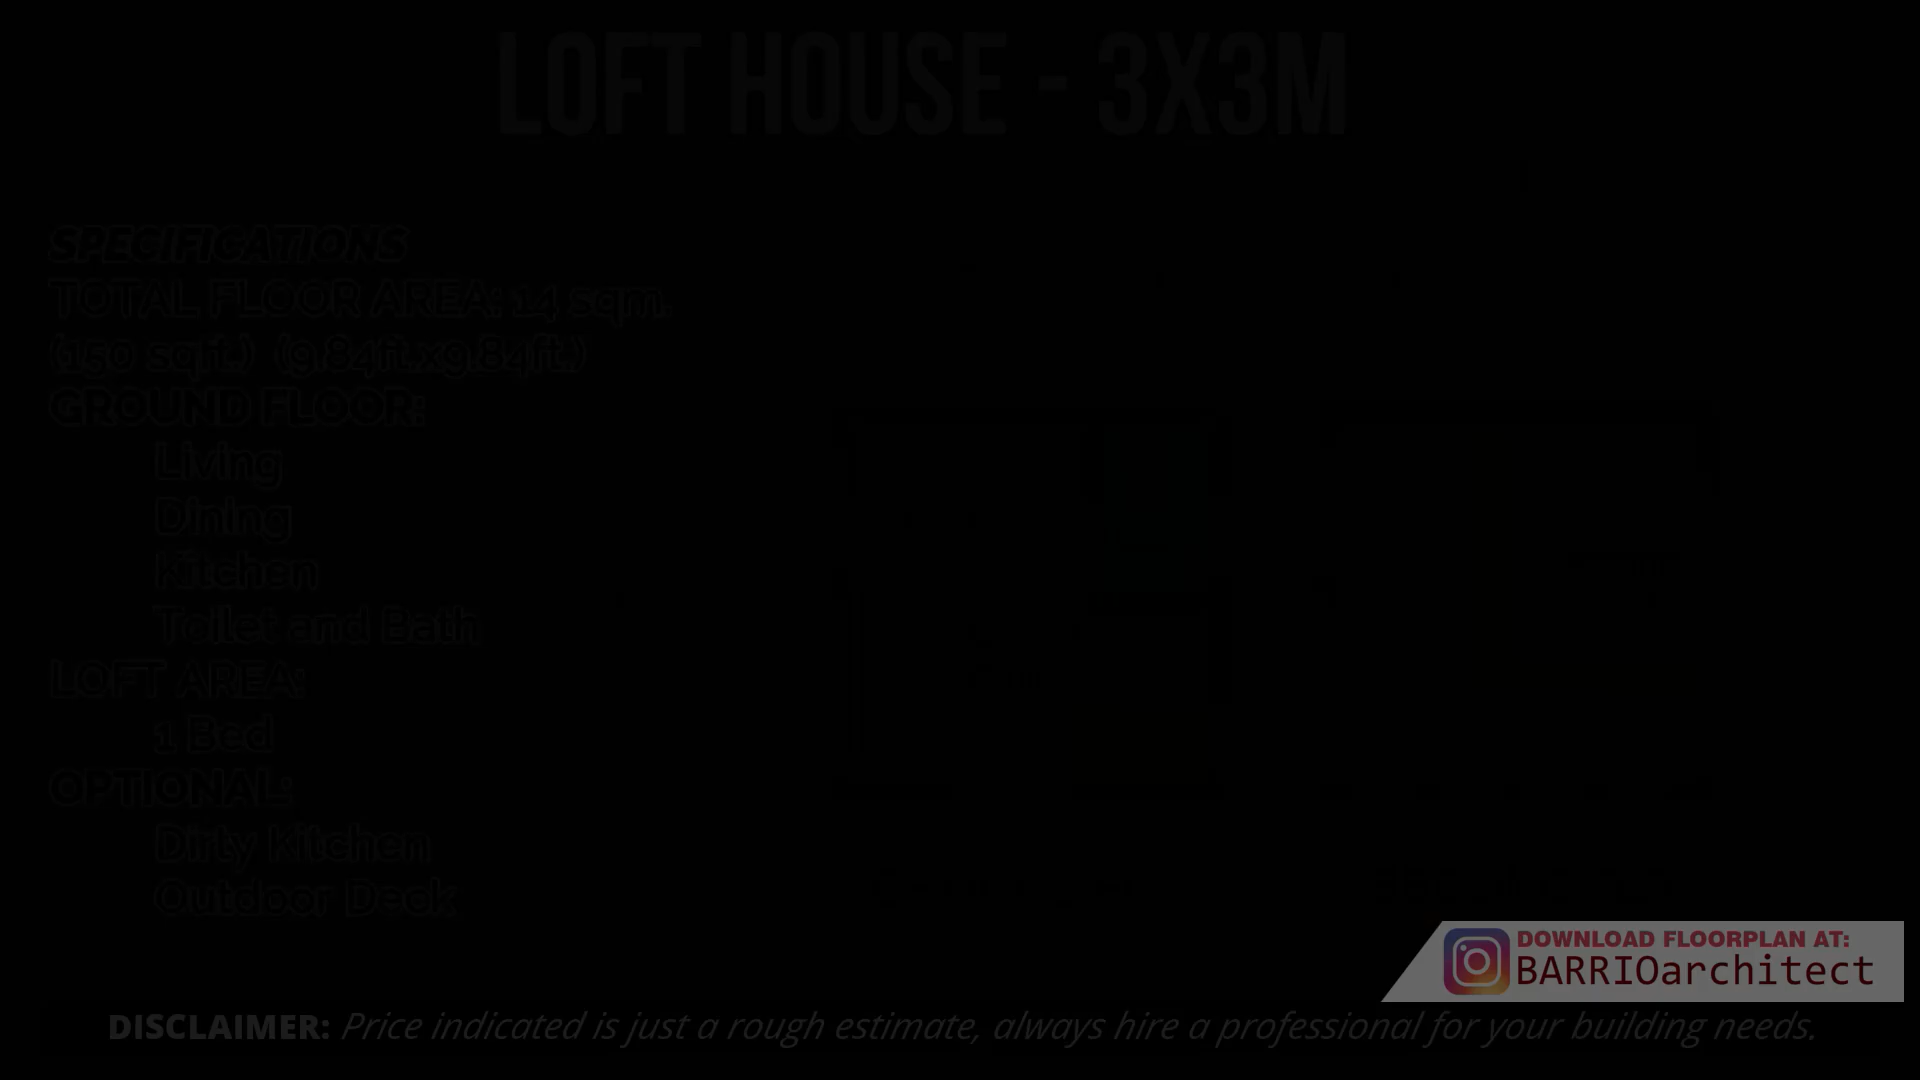 LOFT HOUSE - 3X3M
SPECIFICATIONS
TOTAL FLOOR AREA: 14 sqm.
(150 sqft.) (9.84ft.x9.84ft.)
GROUND FLOOR:
Living
Dining
Kitchen
Toilet and Bath
LOFT AREA:
1 Bed
OPTIONAL:
Dirty Kitchen
Outdoor Deck
DOWNLOAD FLOORPLAN AT:
BARRIOarchitect
DISCLAIMER: Price indicated is just a rough estimate, always hire a professional for your building needs.